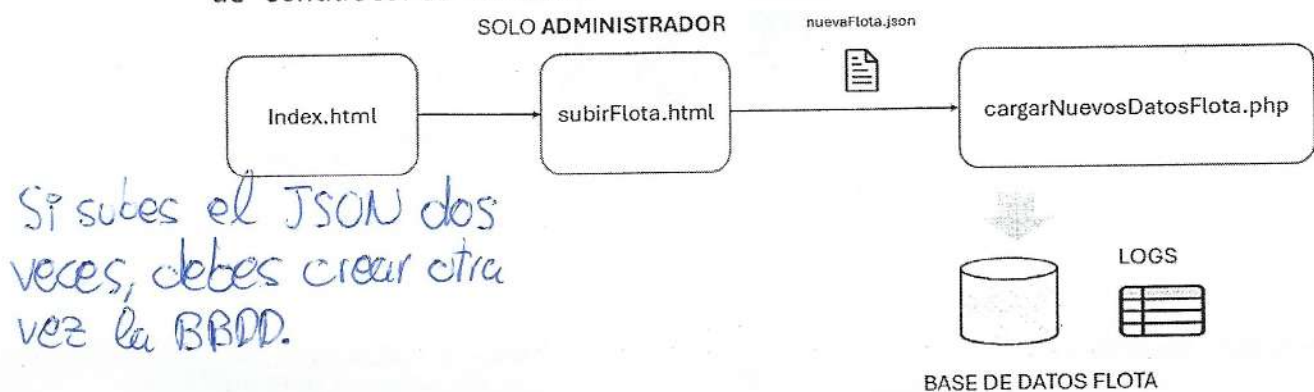 SOLO ADMINISTRADOR
nuevaFlota.json
Index.html
subirFlota.html
cargarNuevosDatosFlota.php
Si subes el JSON dos
veces, debes crear otra
vez la BBDD.
LOGS
BASE DE DATOS FLOTA